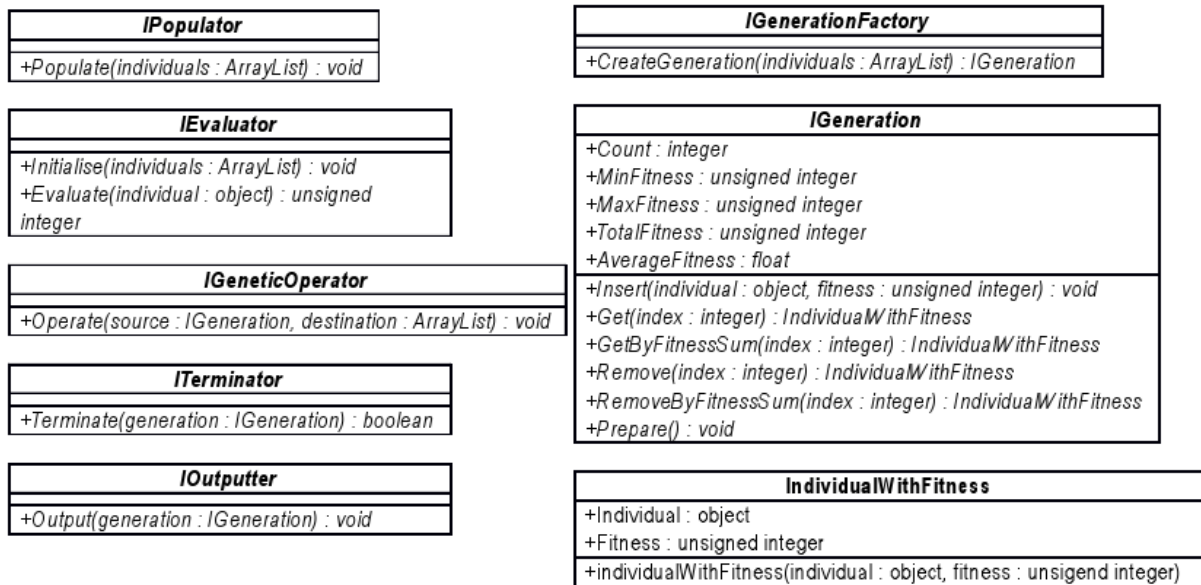 IPopulator
+Populate(individuals : ArrayList) : void
IEvaluator
+Initialise(individuals : ArrayList) : void
+Evaluate(individual : object) : unsigned
integer
IGeneticOperator
+Operate(source : IGeneration, destination : ArrayList) : void
ITerminator
+Terminate(generation : IGeneration) : boolean
IOutputter
+Output(generation : IGeneration) : void
IGenerationFactory
+CreateGeneration(individuals : ArrayList) : IGeneration
IGeneration
+Count : integer
+MinFitness : unsigned integer
+MaxFitness : unsigned integer
+TotalFitness : unsigned integer
+AverageFitness : float
+Insert(individual : object, fitness : unsigned integer) : void
+Get(index : integer) : IndividualWithFitness
+GetByFitnessSum(index : integer) : IndividualWithFitness
+Remove(index : integer) : IndividualWithFitness
+RemoveByFitnessSum(index : integer) : IndividualWithFitness
+Prepare() : void
IndividualWithFitness
+Individual : object
+Fitness : unsigned integer
+individualWithFitness(individual : object, fitness : unsigend integer)